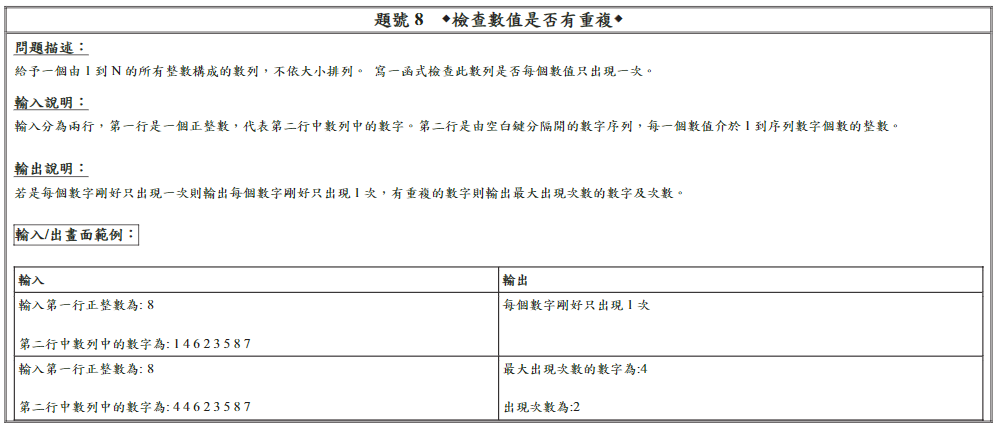 題號 8 ◆檢查數值是否有重複◆
問題描述：
給予一個由 1 到 N 的所有整數構成的數列，不依大小排列。 寫一函式檢查此數列是否每個數值只出現一次。
輸入說明：
輸入分為兩行，第一行是一個正整數，代表第二行中數列中的數字。第二行是由空白鍵分隔開的數字序列，每一個數值介於 1 到序列數字個數的整數。
輸出說明：
若是每個數字剛好只出現一次則輸出每個數字剛好只出現 1 次，有重複的數字則輸出最大出現次數的數字及次數。
輸入/出畫面範例：
輸入 輸出
輸入第一行正整數為: 8 每個數字剛好只出現 1 次
第二行中數列中的數字為: 1 4 6 2 3 5 8 7
輸入第一行正整數為: 8 最大出現次數的數字為:4
第二行中數列中的數字為: 4 4 6 2 3 5 8 7 出現次數為:2